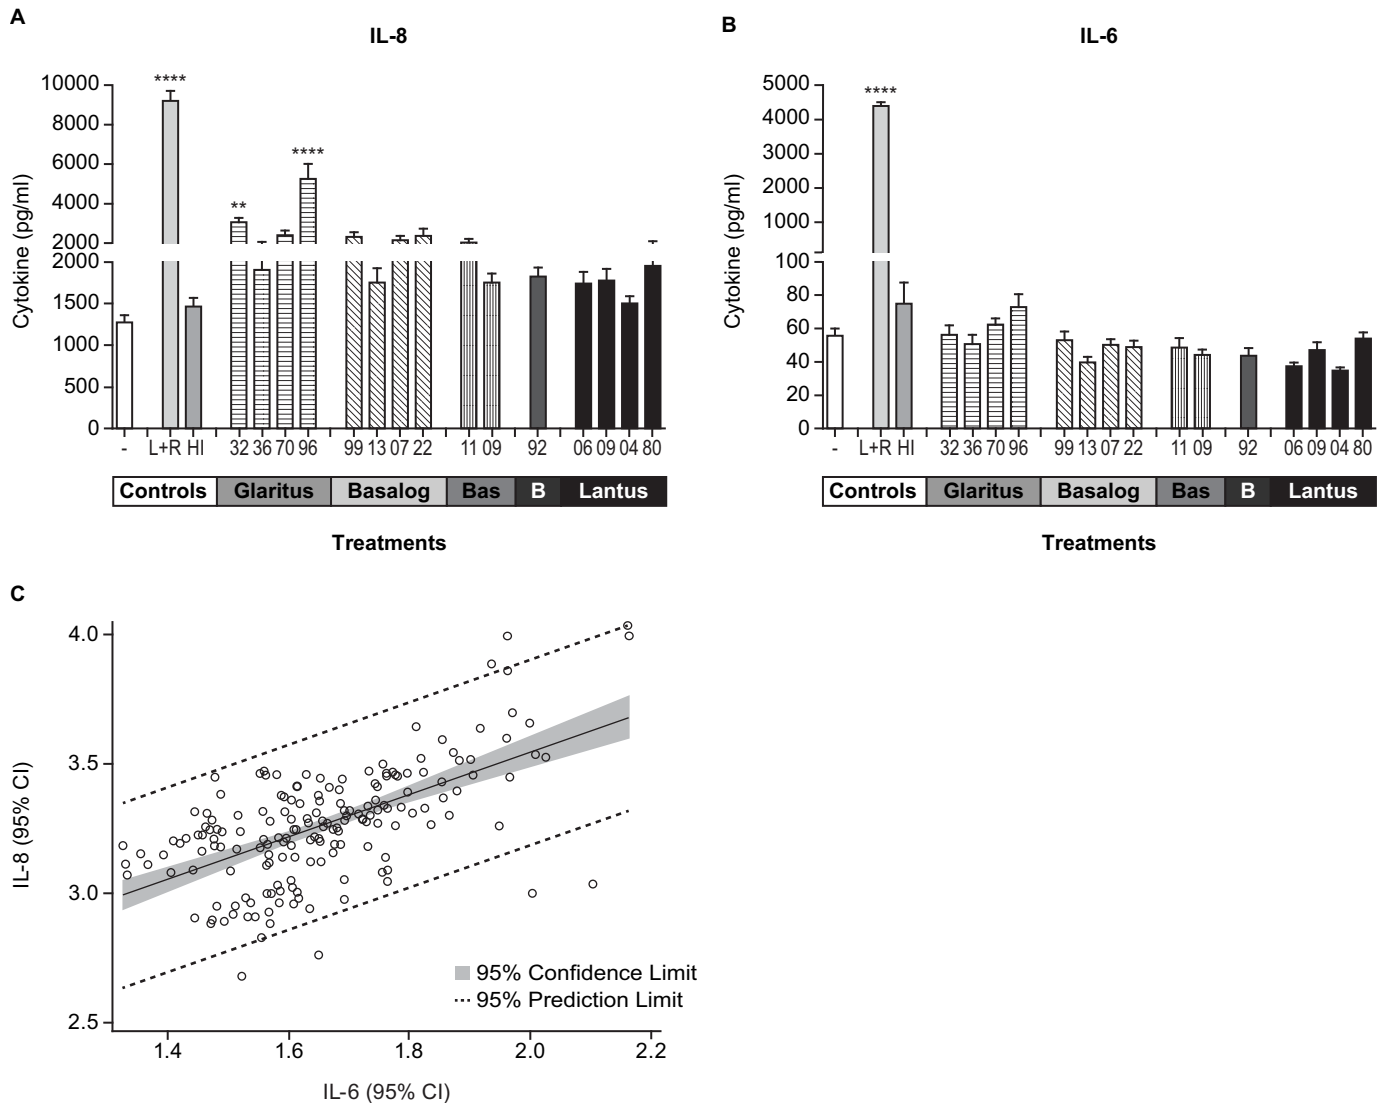 A
IL-8
Cytokine (pg/ml)
10000
8000
6000
4000
2000
2000
1500
1000
500
0
****
**
****
- L+R HI 32 36 70 96 99 13 07 22 11 09 92 06 09 04 80
Controls Glaritus Basalog Bas B Lantus
Treatments
B
IL-6
Cytokine (pg/ml)
5000
4000
3000
2000
1000
100
80
60
40
20
0
****
- L+R HI 32 36 70 96 99 13 07 22 11 09 92 06 09 04 80
Controls Glaritus Basalog Bas B Lantus
Treatments
C
IL-8 (95% CI)
4.0
3.5
3.0
2.5
95% Confidence Limit
95% Prediction Limit
1.4 1.6 1.8 2.0 2.2
IL-6 (95% CI)